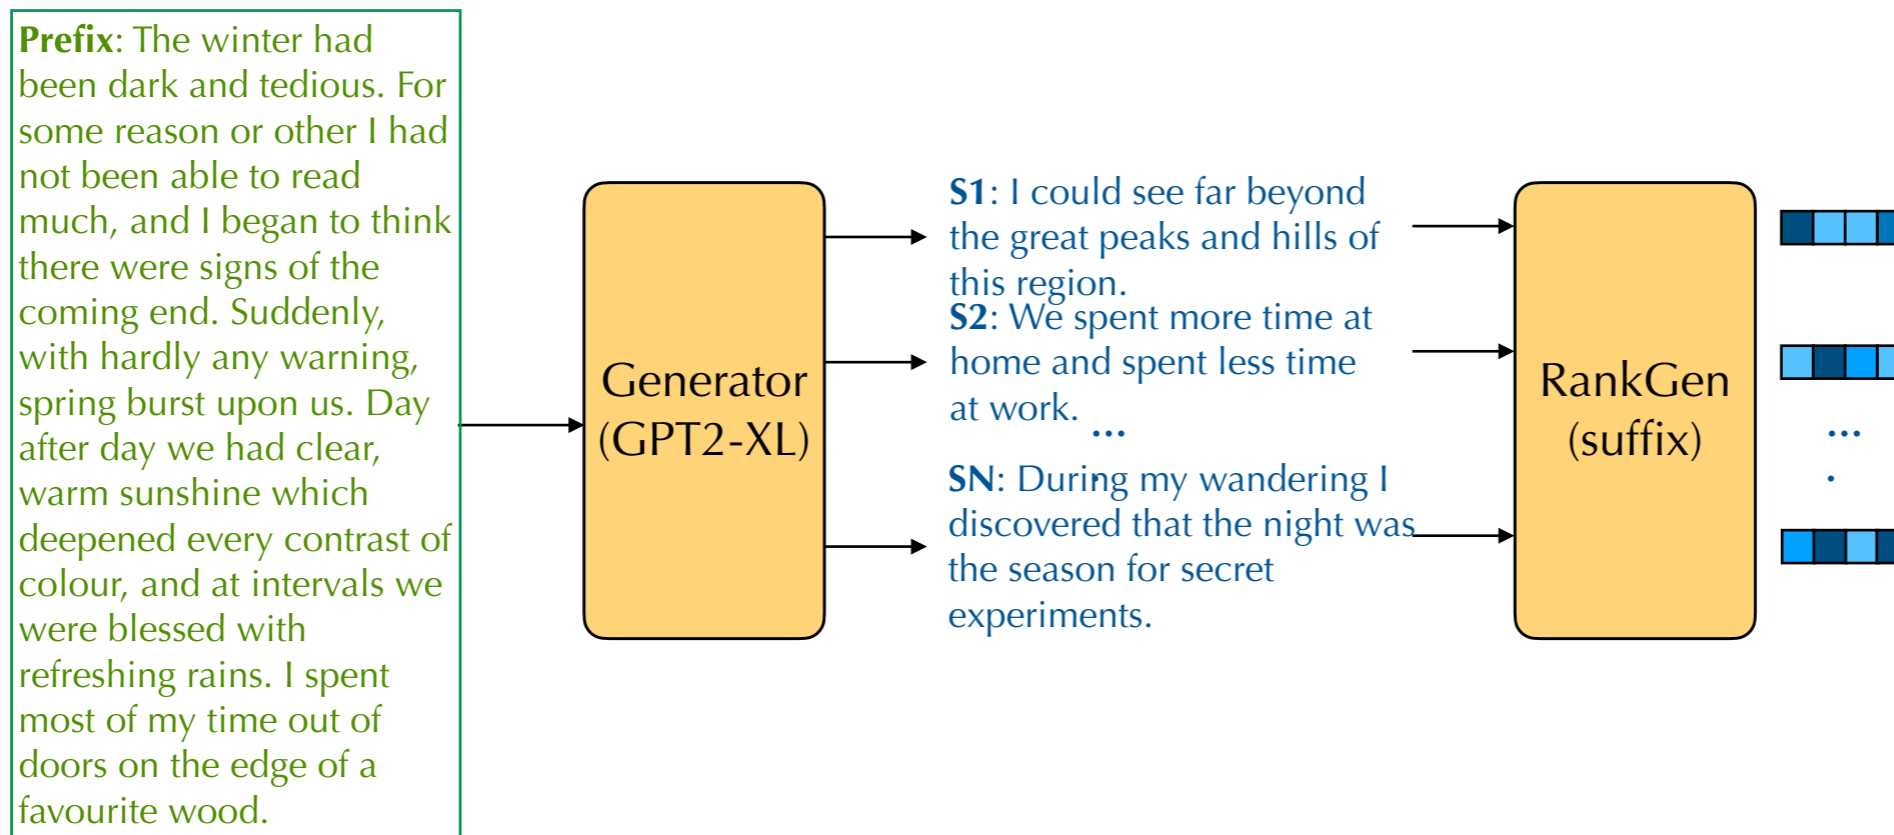 Prefix: The winter had
been dark and tedious. For
some reason or other I had
not been able to read
much, and I began to think
there were signs of the
coming end. Suddenly,
with hardly any warning,
spring burst upon us. Day
after day we had clear,
warm sunshine which
deepened every contrast of
colour, and at intervals we
were blessed with
refreshing rains. I spent
most of my time out of
doors on the edge of a
favourite wood.
Generator
(GPT2-XL)
S1: I could see far beyond
the great peaks and hills of
this region.
S2: We spent more time at
home and spent less time
at work.
...
.
SN: During my wandering I
discovered that the night was
the season for secret
experiments.
RankGen
(suffix)
...
.